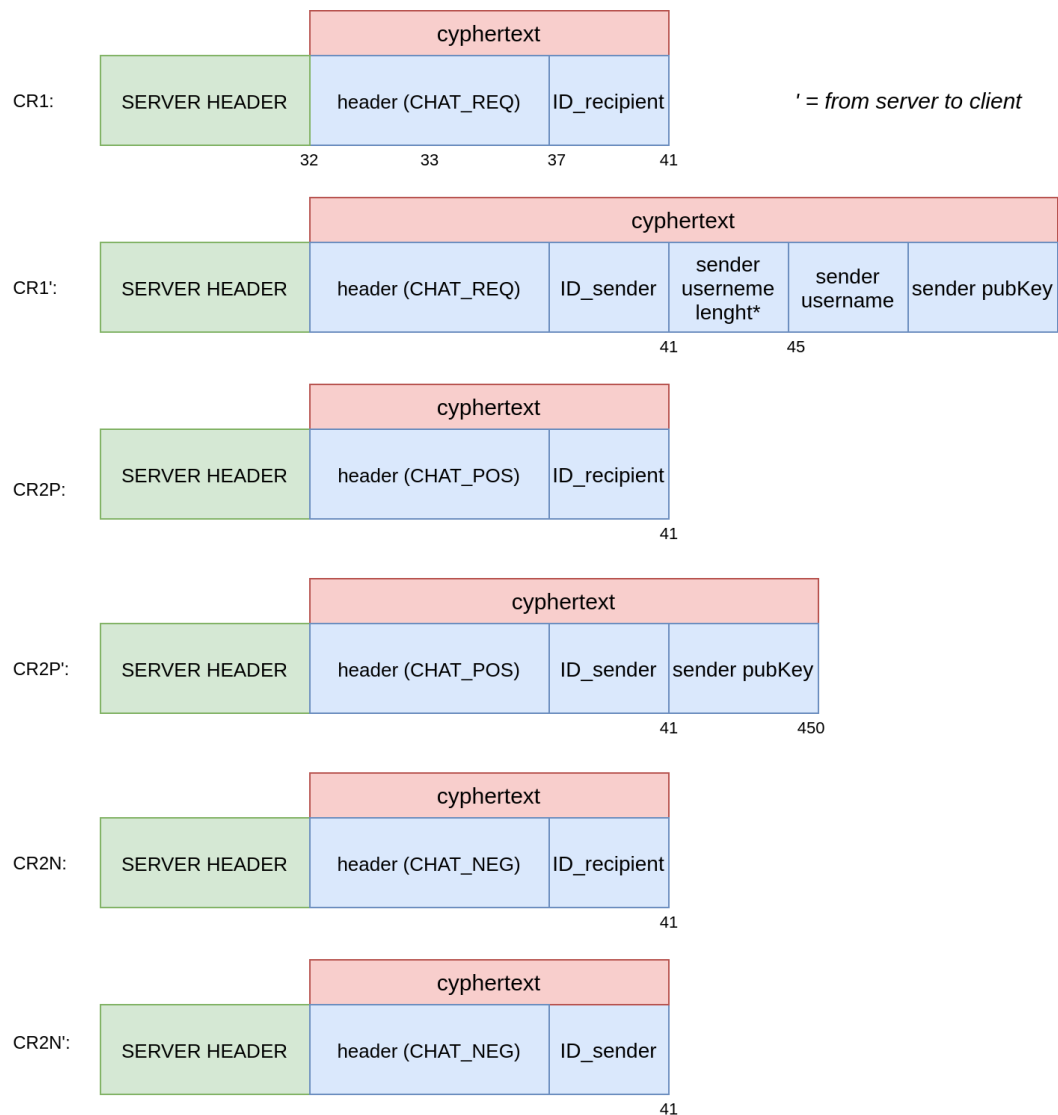 cyphertext
CR1:
SERVER HEADER
header (CHAT_REQ)
ID_recipient
' = from server to client
32
33
37
41
cyphertext
CR1':
SERVER HEADER
header (CHAT_REQ)
ID_sender
sender
userneme
lenght*
sender
username
sender pubKey
41
45
cyphertext
CR2P:
SERVER HEADER
header (CHAT_POS)
ID_recipient
41
cyphertext
CR2P':
SERVER HEADER
header (CHAT_POS)
ID_sender
sender pubKey
41
450
cyphertext
CR2N:
SERVER HEADER
header (CHAT_NEG)
ID_recipient
41
cyphertext
CR2N':
SERVER HEADER
header (CHAT_NEG)
ID_sender
41